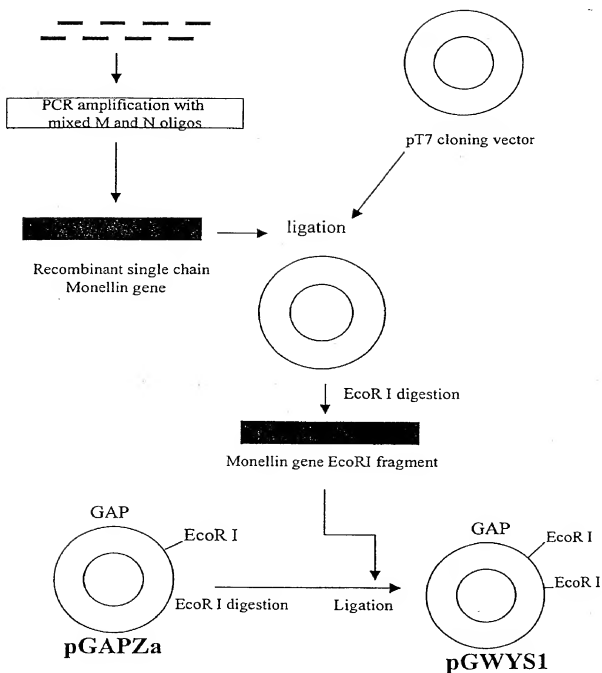 PCR amplification with
mixed M and N oligos
pT7 cloning vector
ligation
Recombinant single chain
Monellin gene
EcoR I digestion
Monellin gene EcoRI fragment
GAP
EcoR I
EcoR I digestion
Ligation
pGAPZa
GAP
EcoR I
EcoR I
pGWYS1